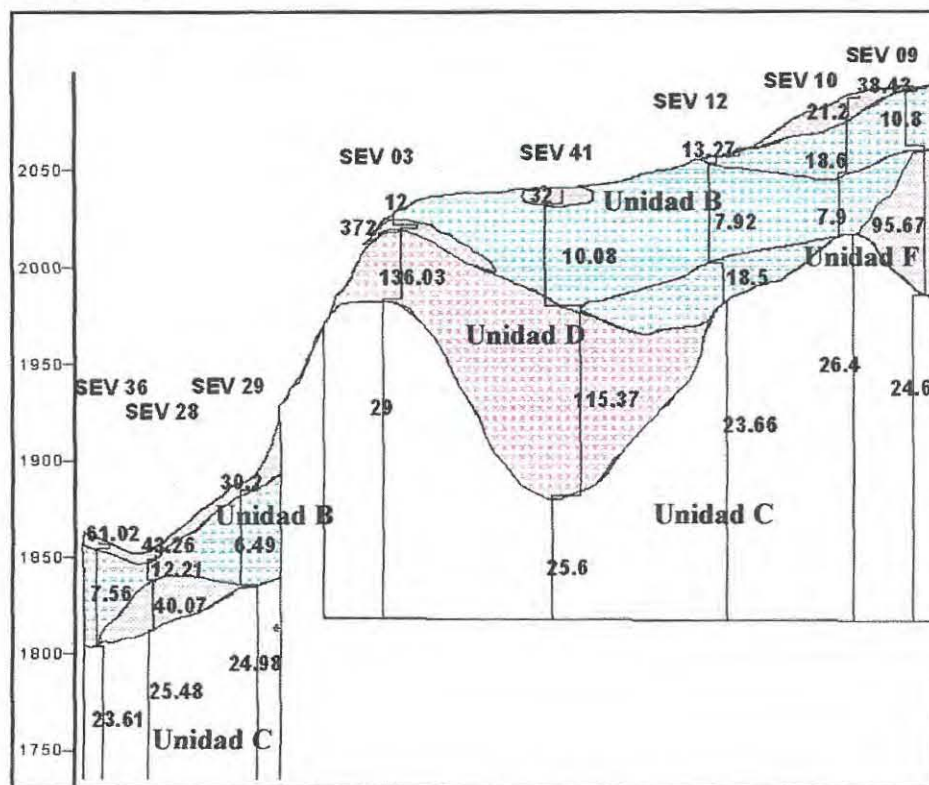 SEV 09
SEV 10
38.43
21.2
10.8
SEV 12
13.27
18.6
2050
SEV 03
SEV 41
12
32
Unidad B
7.92
7.9
95.67
372
2000
136.03
10.08
18.5
Unidad F
Unidad D
1950
26.4
SEV 36
SEV 29
SEV 28
29
115.37
23.66
24.6
1900
30.2
Unidad B
Unidad C
61.02
43.26
6.49
1850
12.21
25.6
7.56
40.07
1800
24.98
25.48
23.61
Unidad C
1750